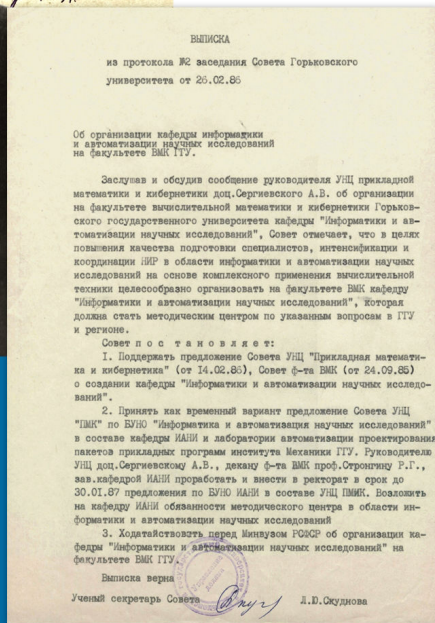 ВЫПИСКА
из протокола №2 заседания Совета Горьковского
университета от 26.02.86
Об организации кафедры информатики
и автоматизации научных исследований
на факультете ВМК ГГУ.
Заслушав и обсудив сообщение руководителя УНЦ прикладной
математики и кибернетики доц.Сергиевского А.В. об организации
на факультете вычислительной математики и кибернетики Горьков-
ского государственного университета кафедры "Информатики и ав-
томатизации научных исследований", Совет отмечает, что в целях
повышения качества подготовки специалистов, интенсификации и
координации НИР в области информатики и автоматизации научных
исследований на основе комплексного применения вычислительной
техники целесообразно организовать на факультете ВМК кафедру
"Информатики и автоматизации научных исследований", которая
должна стать методическим центром по указанным вопросам в ГГУ
и регионе.
Совет постановляет:
I. Поддержать предложение Совета УНЦ "Прикладная математи-
ка и кибернетика" (от I4.02.86), Совет ф-та ВМК (от 24.09.85)
о создании кафедры "Информатики и автоматизации научных исследо-
ваний".
2. Принять как временный вариант предложение Совета УНЦ
"ПМК" по БУНО "Информатика и автоматизация научных исследований"
в составе кафедры ИАНИ и лаборатории автоматизации проектирования
пакетов прикладных программ института Механики ГГУ. Руководителю
УНЦ доц.Сергиевскому А.В., декану ф-та ВМК проф.Стронгину Р.Г.,
зав.кафедрой ИАНИ проработать и внести в ректорат в срок до
30.0I.87 предложения по БУНО ИАНИ в составе УНЦ ПМИК. Возложить
на кафедру ИАНИ обязанности методического центра в области ин-
форматики и автоматизации научных исследований
3. Ходатайствовать перед Минвузом РСФСР об организации ка-
федры "Информатики и автоматизации научных исследований" на
факультете ВМК ГГУ.
Выписка верна
Ученый секретарь Совета Л.Ю.Скуднова